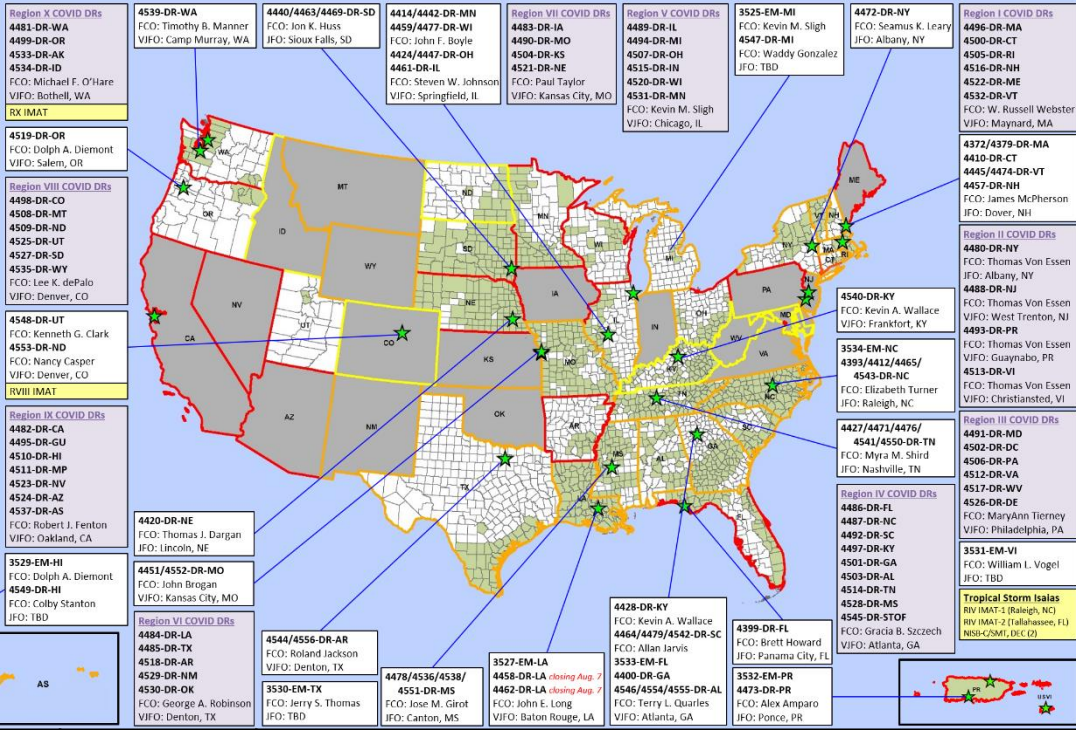 Region X COVID DRs
4481-DR-WA
4499-DR-OR
4533-DR-AK
4534-DR-ID
FCO: Michael F. O'Hare
VJFO: Bothell, WA
RX IMAT
4539-DR-WA
FCO: Timothy B. Manner
VJFO: Camp Murray, WA
4440/4463/4469-DR-SD
FCO: Jon K. Huss
JFO: Sioux Falls, SD
4414/4442-DR-MN
4459/4477-DR-WI
FCO: John F. Boyle
4424/4447-DR-OH
4461-DR-IL
FCO: Steven W. Johnson
VJFO: Springfield, IL
Region VII COVID DRs
4483-DR-IA
4490-DR-MO
4504-DR-KS
4521-DR-NE
FCO: Paul Taylor
VJFO: Kansas City, MO
Region V COVID DRs
4489-DR-IL
4494-DR-MI
4507-DR-OH
4515-DR-IN
4520-DR-WI
4531-DR-MN
FCO: Kevin M. Sligh
VJFO: Chicago, IL
3525-EM-MI
FCO: Kevin M. Sligh
4547-DR-MI
FCO: Waddy Gonzalez
JFO: TBD
4472-DR-NY
FCO: Seamus K. Leary
JFO: Albany, NY
Region I COVID DRs
4496-DR-MA
4500-DR-CT
4505-DR-RI
4516-DR-NH
4522-DR-ME
4532-DR-VT
FCO: W. Russell Webster
VJFO: Maynard, MA
4519-DR-OR
FCO: Dolph A. Diemont
VJFO: Salem, OR
4372/4379-DR-MA
4410-DR-CT
4445/4474-DR-VT
4457-DR-NH
FCO: James McPherson
JFO: Dover, NH
Region VIII COVID DRs
4498-DR-CO
4508-DR-MT
4509-DR-ND
4525-DR-UT
4527-DR-SD
4535-DR-WY
FCO: Lee K. dePalo
VJFO: Denver, CO
Region II COVID DRs
4480-DR-NY
FCO: Thomas Von Essen
JFO: Albany, NY
4488-DR-NJ
FCO: Thomas Von Essen
VJFO: West Trenton, NJ
4493-DR-PR
FCO: Thomas Von Essen
VJFO: Guaynabo, PR
4513-DR-VI
FCO: Thomas Von Essen
VJFO: Christiansted, VI
4548-DR-UT
FCO: Kenneth G. Clark
4553-DR-ND
FCO: Nancy Casper
VJFO: Denver, CO
RVIII IMAT
4540-DR-KY
FCO: Kevin A. Wallace
VJFO: Frankfort, KY
3534-EM-NC
4393/4412/4465/
4543-DR-NC
FCO: Elizabeth Turner
JFO: Raleigh, NC
Region IX COVID DRs
4482-DR-CA
4495-DR-GU
4510-DR-HI
4511-DR-MP
4523-DR-NV
4524-DR-AZ
4537-DR-AS
FCO: Robert J. Fenton
VJFO: Oakland, CA
4427/4471/4476/
4541/4550-DR-TN
FCO: Myra M. Shird
JFO: Nashville, TN
Region III COVID DRs
4491-DR-MD
4502-DR-DC
4506-DR-PA
4512-DR-VA
4517-DR-WV
4526-DR-DE
FCO: MaryAnn Tierney
VJFO: Philadelphia, PA
Region IV COVID DRs
4486-DR-FL
4487-DR-NC
4492-DR-SC
4497-DR-KY
4501-DR-GA
4503-DR-AL
4514-DR-TN
4528-DR-MS
4545-DR-STOF
FCO: Gracia B. Szczech
VJFO: Atlanta, GA
3529-EM-HI
FCO: Dolph A. Diemont
4549-DR-HI
FCO: Colby Stanton
JFO: TBD
4420-DR-NE
FCO: Thomas J. Dargan
JFO: Lincoln, NE
4451/4552-DR-MO
FCO: John Brogan
VJFO: Kansas City, MO
Region VI COVID DRs
4484-DR-LA
4485-DR-TX
4518-DR-AR
4529-DR-NM
4530-DR-OK
FCO: George A. Robinson
VJFO: Denton, TX
4544/4556-DR-AR
FCO: Roland Jackson
VJFO: Denton, TX
3530-EM-TX
FCO: Jerry S. Thomas
JFO: TBD
4478/4536/4538/
4551-DR-MS
FCO: Jose M. Girot
JFO: Canton, MS
3527-EM-LA
4458-DR-LA closing Aug. 7
4462-DR-LA closing Aug. 7
FCO: John E. Long
VJFO: Baton Rouge, LA
4428-DR-KY
FCO: Kevin A. Wallace
4464/4479/4542-DR-SC
FCO: Allan Jarvis
3533-EM-FL
4400-DR-GA
4546/4554/4555-DR-AL
FCO: Terry L. Quarles
VJFO: Atlanta, GA
4399-DR-FL
FCO: Brett Howard
JFO: Panama City, FL
3532-EM-PR
4473-DR-PR
FCO: Alex Amparo
JFO: Ponce, PR
3531-EM-VI
FCO: William L. Vogel
JFO: TBD
Tropical Storm Isaias
RIV IMAT-1 (Raleigh, NC)
RIV IMAT-2 (Tallahassee, FL)
NISB-C/SMT, DEC (2)
WA
MT
ND
MN
ME
VT
NH
OR
ID
SD
WI
MI
NY
MA
CT
RI
WY
NE
IA
PA
NJ
NV
UT
CO
IL
IN
OH
MD
WV
VA
CA
KS
MO
KY
NC
AZ
NM
OK
AR
TN
SC
TX
LA
MS
AL
GA
FL
AS
PR
USVI